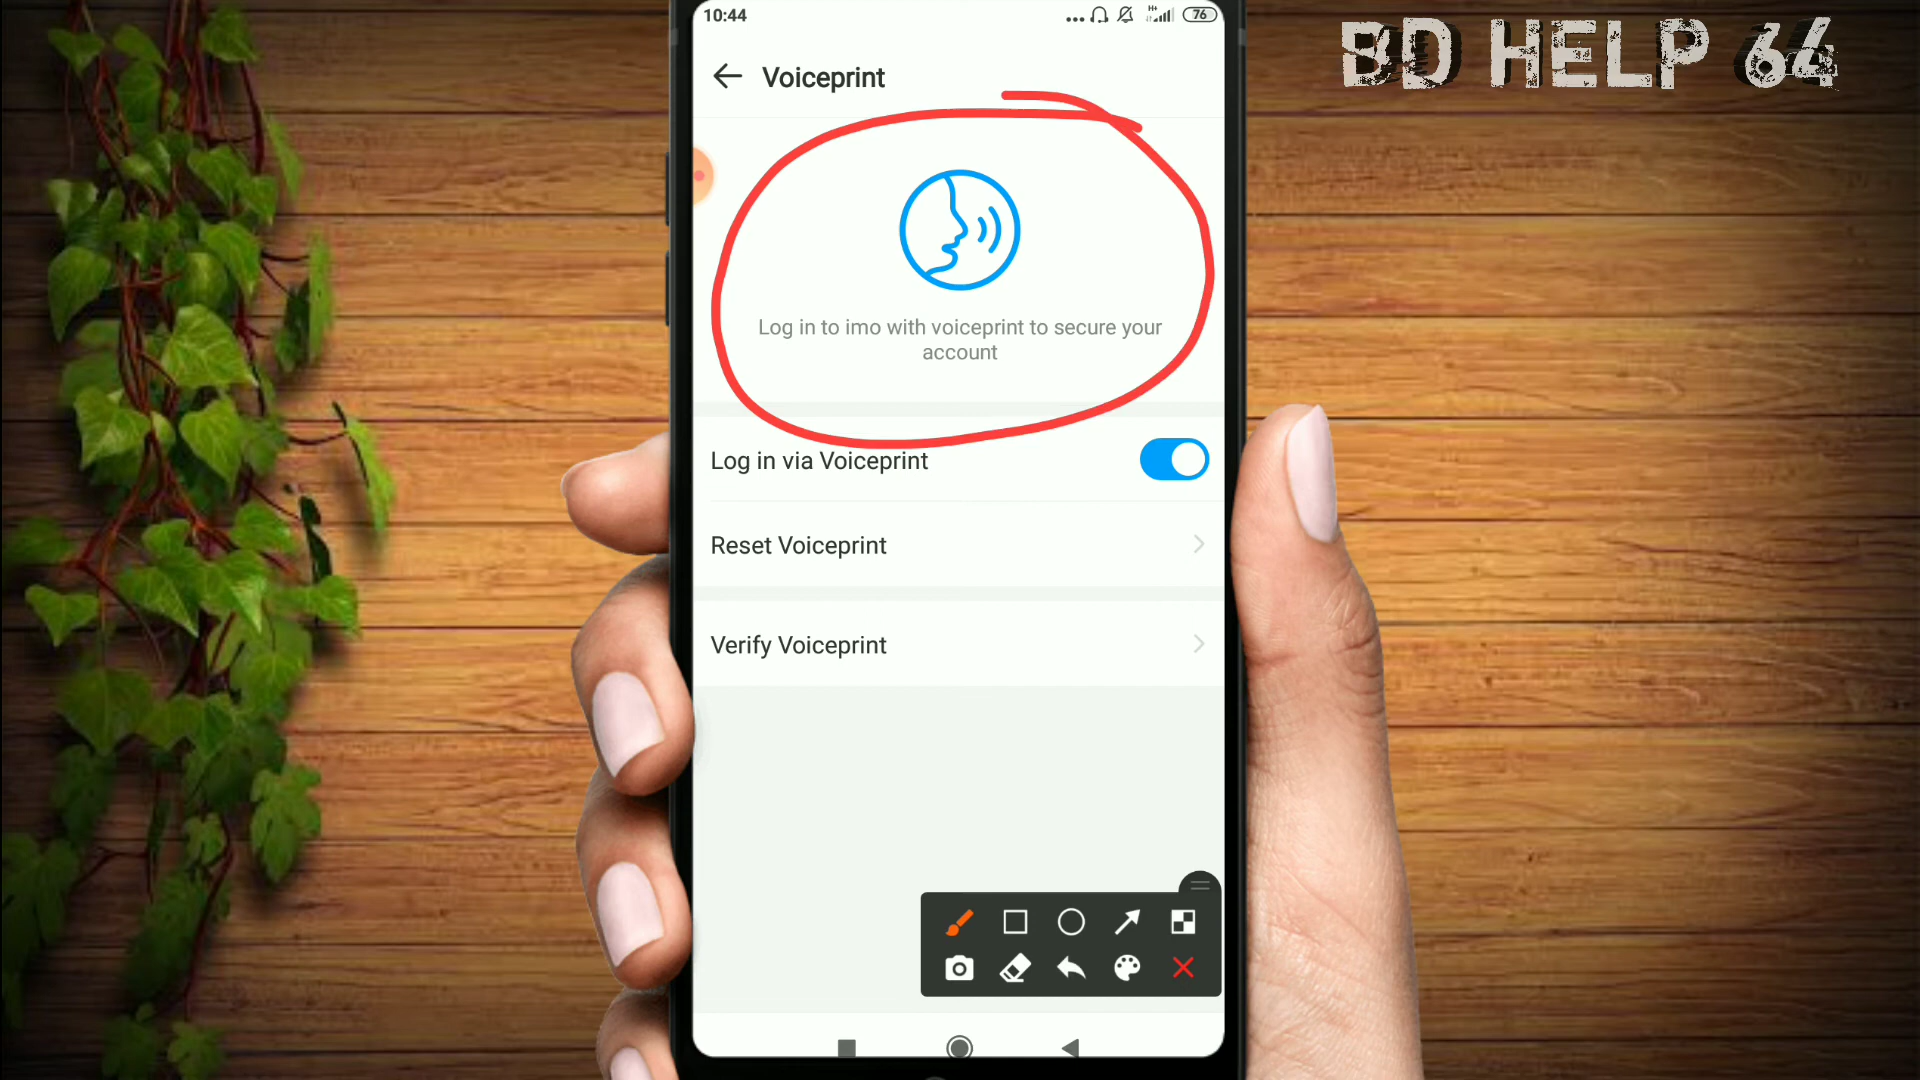 10:44
H+
76
BD HELP 64
Voiceprint
Log in to imo with voiceprint to secure your
account
Log in via Voiceprint
Reset Voiceprint
Verify Voiceprint